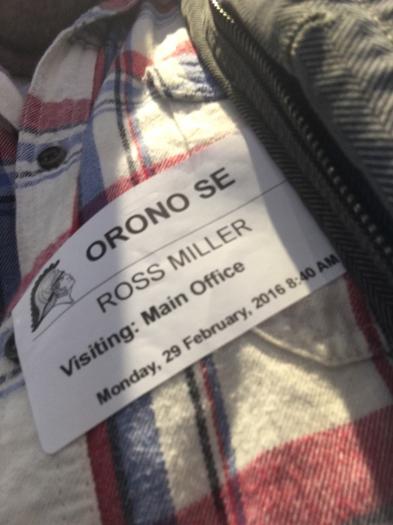 ORONO SE
ROSS MILLER
Visiting: Main Office
Monday, 29 February, 2016 8:40 AM